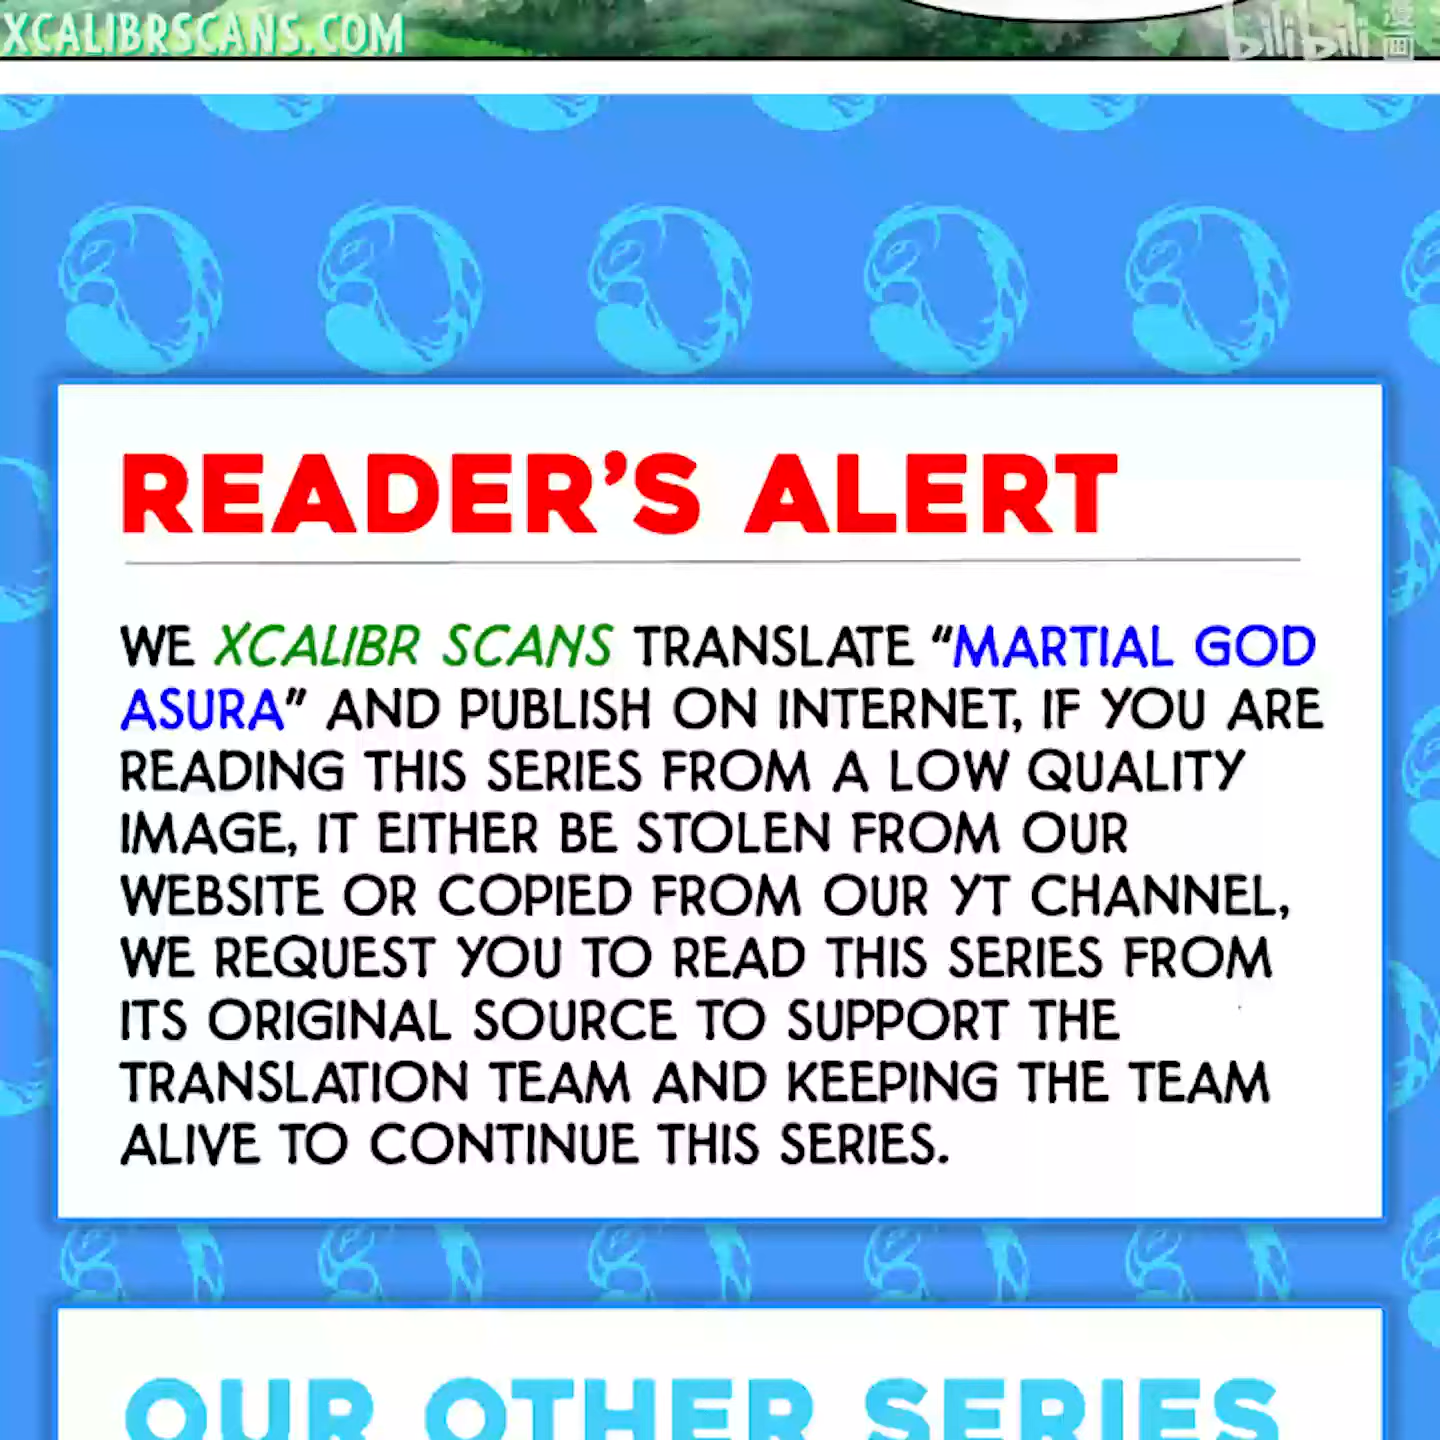 XCALIBRSCANS.COM
bilibili 漫画
READER'S ALERT
WE XCALIBR SCANS TRANSLATE "MARTIAL GOD
ASURA" AND PUBLISH ON INTERNET, IF YOU ARE
READING THIS SERIES FROM A LOW QUALITY
IMAGE, IT EITHER BE STOLEN FROM OUR
WEBSITE OR COPIED FROM OUR YT CHANNEL,
WE REQUEST YOU TO READ THIS SERIES FROM
ITS ORIGINAL SOURCE TO SUPPORT THE
TRANSLATION TEAM AND KEEPING THE TEAM
ALIVE TO CONTINUE THIS SERIES.
OUR OTHER SERIES